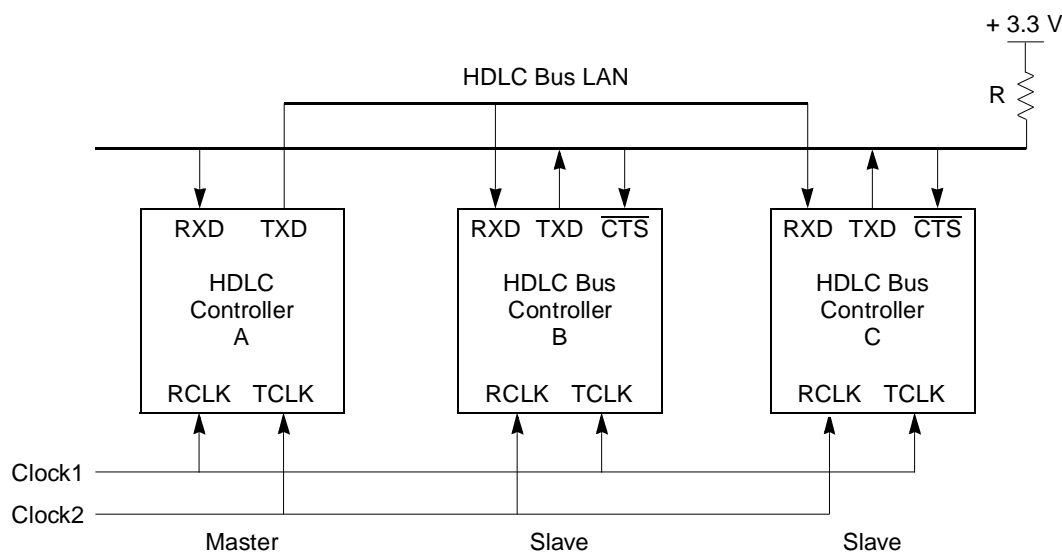 + 3.3 V
HDLC Bus LAN
R
RXD TXD
RXD TXD CTS
RXD TXD CTS
HDLC
Controller
A
HDLC Bus
Controller
B
HDLC Bus
Controller
C
RCLK TCLK
RCLK TCLK
RCLK TCLK
Clock1
Clock2
Master
Slave
Slave